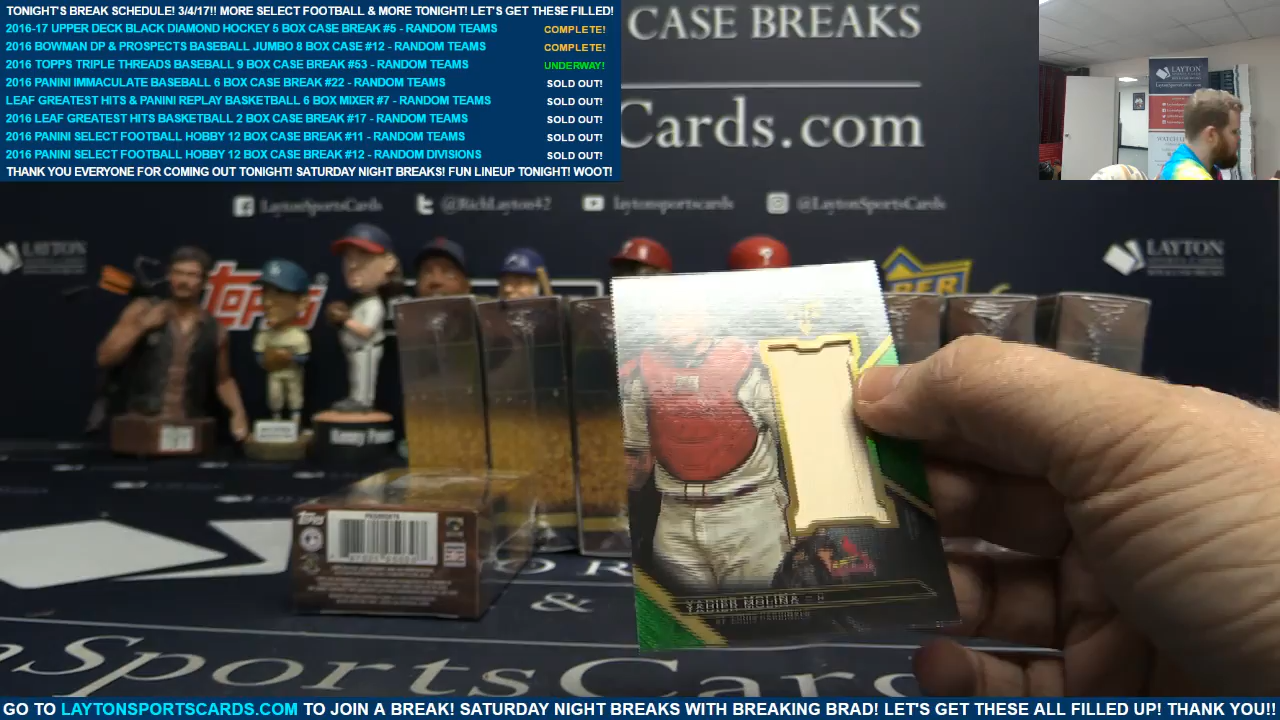 TONIGHT'S BREAK SCHEDULE! 3/4/17!! MORE SELECT FOOTBALL & MORE TONIGHT! LET'S GET THESE FILLED!
2016-17 UPPER DECK BLACK DIAMOND HOCKEY 5 BOX CASE BREAK #5 - RANDOM TEAMS COMPLETE!
2016 BOWMAN DP & PROSPECTS BASEBALL JUMBO 8 BOX CASE #12 - RANDOM TEAMS COMPLETE!
2016 TOPPS TRIPLE THREADS BASEBALL 9 BOX CASE BREAK #53 - RANDOM TEAMS UNDERWAY!
2016 PANINI IMMACULATE BASEBALL 6 BOX CASE BREAK #22 - RANDOM TEAMS SOLD OUT!
LEAF GREATEST HITS & PANINI REPLAY BASKETBALL 6 BOX MIXER #7 - RANDOM TEAMS SOLD OUT!
2016 LEAF GREATEST HITS BASKETBALL 2 BOX CASE BREAK #17 - RANDOM TEAMS SOLD OUT!
2016 PANINI SELECT FOOTBALL HOBBY 12 BOX CASE BREAK #11 - RANDOM TEAMS SOLD OUT!
2016 PANINI SELECT FOOTBALL HOBBY 12 BOX CASE BREAK #12 - RANDOM DIVISIONS SOLD OUT!
THANK YOU EVERYONE FOR COMING OUT TONIGHT! SATURDAY NIGHT BREAKS! FUN LINEUP TONIGHT! WOOT!
CASE BREAKS
Cards.com
LAYTON
LaytonSportsCards
@RichLayton42
laytonsportscards
@LaytonSportsCards
LAYTON
LAYTON
TOPPS
YADIER MOLINA - C
ST. LOUIS CARDINALS
topps
&
SportsCards
GO TO LAYTONSPORTSCARDS.COM TO JOIN A BREAK! SATURDAY NIGHT BREAKS WITH BREAKING BRAD! LET'S GET THESE ALL FILLED UP! THANK YOU!!